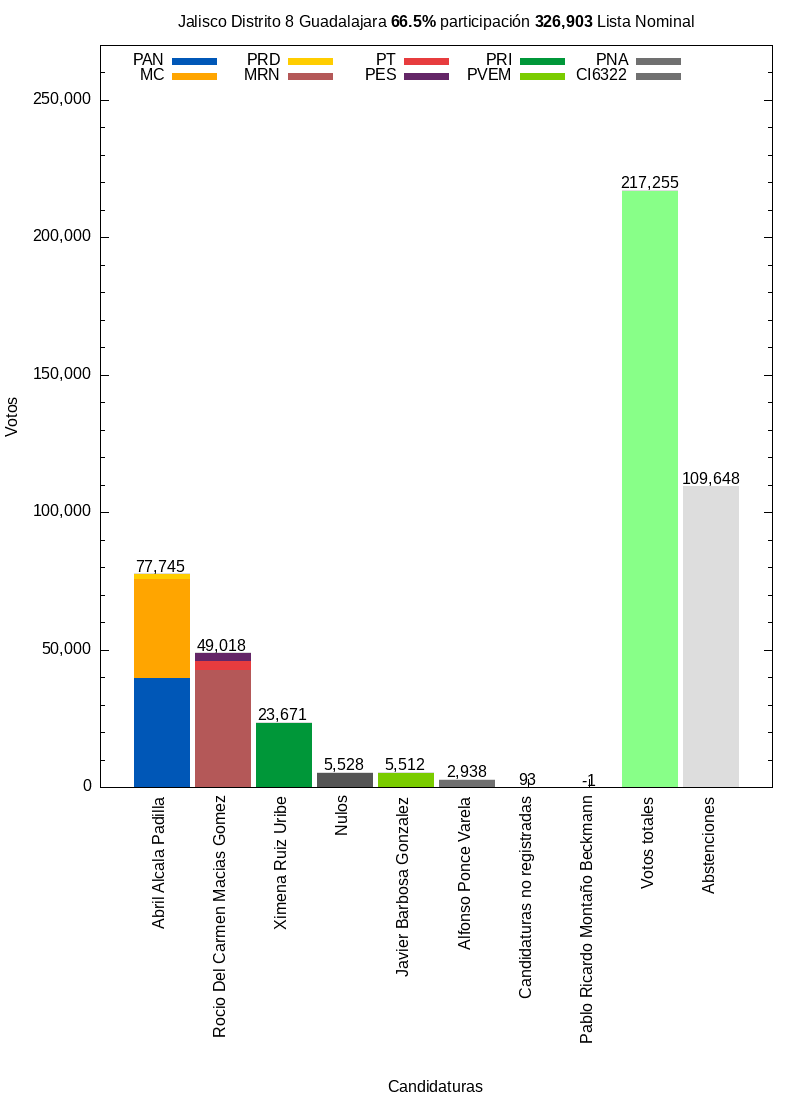 Jalisco Distrito 8 Guadalajara 66.5% participación 326,903 Lista Nominal
PAN PRD PT PRI PNA
MC MRN PES PVEM CI6322
250,000
200,000
150,000
100,000
50,000
0
Votos
77,745
49,018
23,671
5,528
5,512
2,938
93
-1
217,255
109,648
Abril Alcala Padilla
Rocio Del Carmen Macias Gomez
Ximena Ruiz Uribe
Nulos
Javier Barbosa Gonzalez
Alfonso Ponce Varela
Candidaturas no registradas
Pablo Ricardo Montaño Beckmann
Votos totales
Abstenciones
Candidaturas